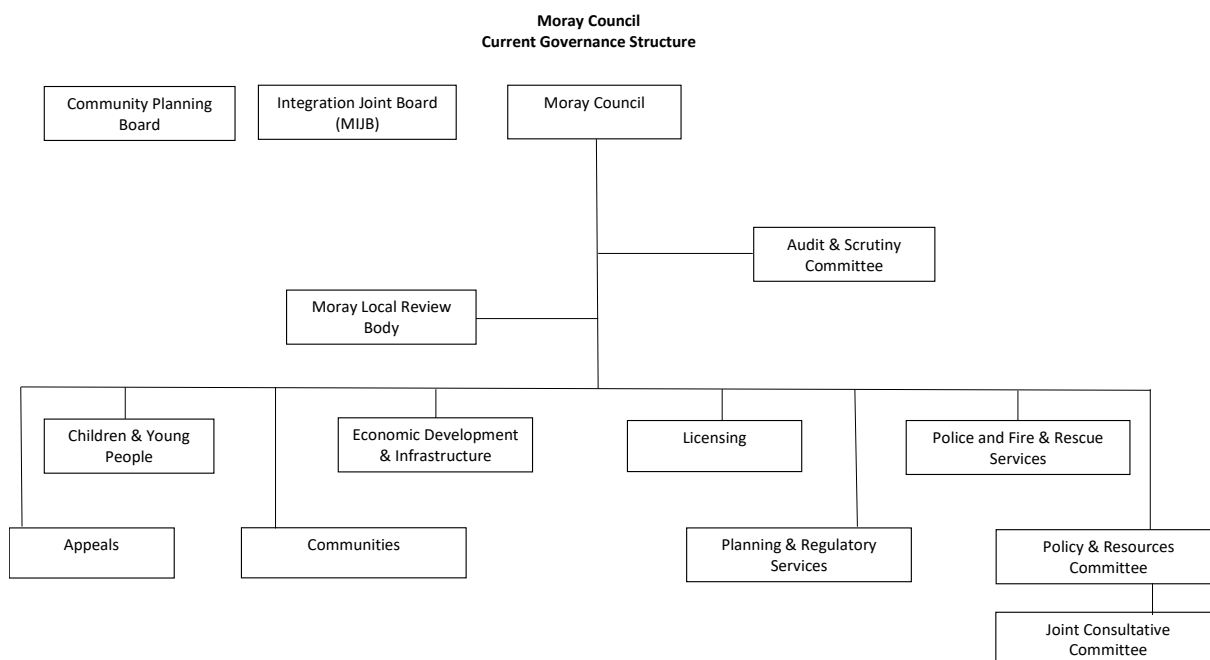 Moray Council
Current Governance Structure
Community Planning
Board
Integration Joint Board
(MIJB)
Moray Council
Audit & Scrutiny
Committee
Moray Local Review
Body
Children & Young
People
Economic Development
& Infrastructure
Licensing
Police and Fire & Rescue
Services
Appeals
Communities
Planning & Regulatory
Services
Policy & Resources
Committee
Joint Consultative
Committee